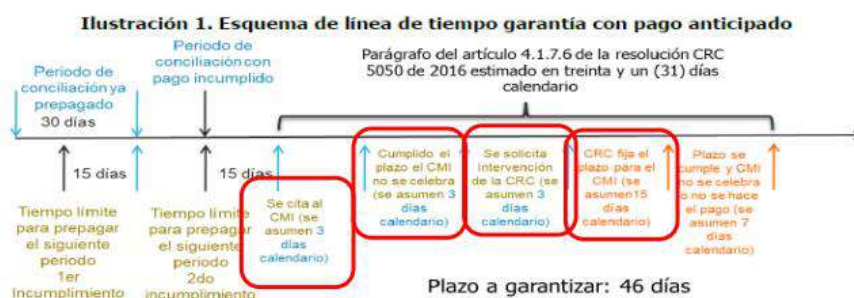 Ilustración 1. Esquema de línea de tiempo garantía con pago anticipado
Periodo de
conciliación ya
prepagado
30 días
Periodo de
conciliación con
pago incumplido
Parágrafo del artículo 4.1.7.6 de la resolución CRC
5050 de 2016 estimado en treinta y un (31) días
calendario
15 días
15 días
Tiempo límite
para prepagar
el siguiente
periodo
1er
incumplimiento
Tiempo límite
para prepagar
el siguiente
periodo
2do
incumplimiento
Se cita al
CMI (se
asumen 3
días
calendario)
Cumplido el
plazo el CMI
no se celebra
(se asumen 3
días
calendario)
Se solicita
intervención
de la CRC (se
asumen 3
días
calendario)
CRC fija el
plazo para el
CMI (se
asumen15
días
calendario)
Plazo se
cumple y CMI
no se celebra
o no se hace
el pago (se
asumen 7
días
calendario)
Plazo a garantizar: 46 días